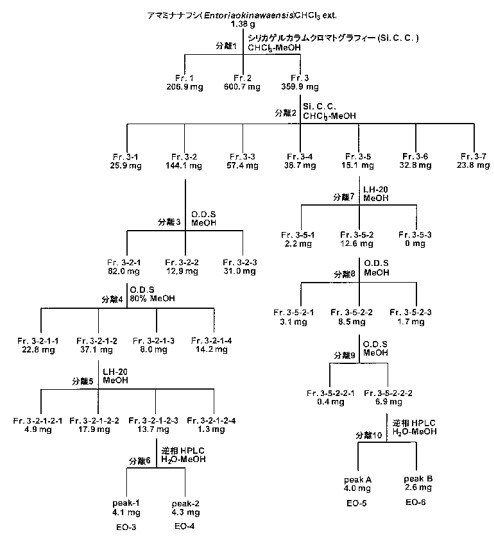 アマミナナフシ(Entoriaokinawaensis)CHCl3 ext.
1.38 g
分離1
シリカゲルカラムクロマトグラフィー (Si. C. C. )
CHCl3-MeOH
Fr. 1
206.9 mg
Fr. 2
600.7 mg
Fr. 3
359.9 mg
分離2
Si. C. C.
CHCl3-MeOH
Fr. 3-1
25.9 mg
Fr. 3-2
144.1 mg
Fr. 3-3
57.4 mg
Fr. 3-4
38.7 mg
Fr. 3-5
15.1 mg
Fr. 3-6
32.8 mg
Fr. 3-7
23.8 mg
分離3
O.D.S
MeOH
分離7
LH-20
MeOH
Fr. 3-2-1
82.0 mg
Fr. 3-2-2
12.9 mg
Fr. 3-2-3
31.0 mg
Fr. 3-5-1
2.2 mg
Fr. 3-5-2
12.6 mg
Fr. 3-5-3
0 mg
分離4
O.D.S
80% MeOH
分離8
O.D.S
MeOH
Fr. 3-2-1-1
22.8 mg
Fr. 3-2-1-2
37.1 mg
Fr. 3-2-1-3
8.0 mg
Fr. 3-2-1-4
14.2 mg
Fr. 3-5-2-1
3.1 mg
Fr. 3-5-2-2
8.5 mg
Fr. 3-5-2-3
1.7 mg
分離5
LH-20
MeOH
分離9
O.D.S
MeOH
Fr. 3-2-1-2-1
4.9 mg
Fr. 3-2-1-2-2
17.9 mg
Fr. 3-2-1-2-3
13.7 mg
Fr. 3-2-1-2-4
1.3 mg
Fr. 3-5-2-2-1
0.4 mg
Fr. 3-5-2-2-2
6.9 mg
分離6
逆相 HPLC
H2O-MeOH
分離10
逆相 HPLC
H2O-MeOH
peak-1
4.1 mg
EO-3
peak-2
4.3 mg
EO-4
peak A
4.0 mg
EO-5
peak B
2.6 mg
EO-6